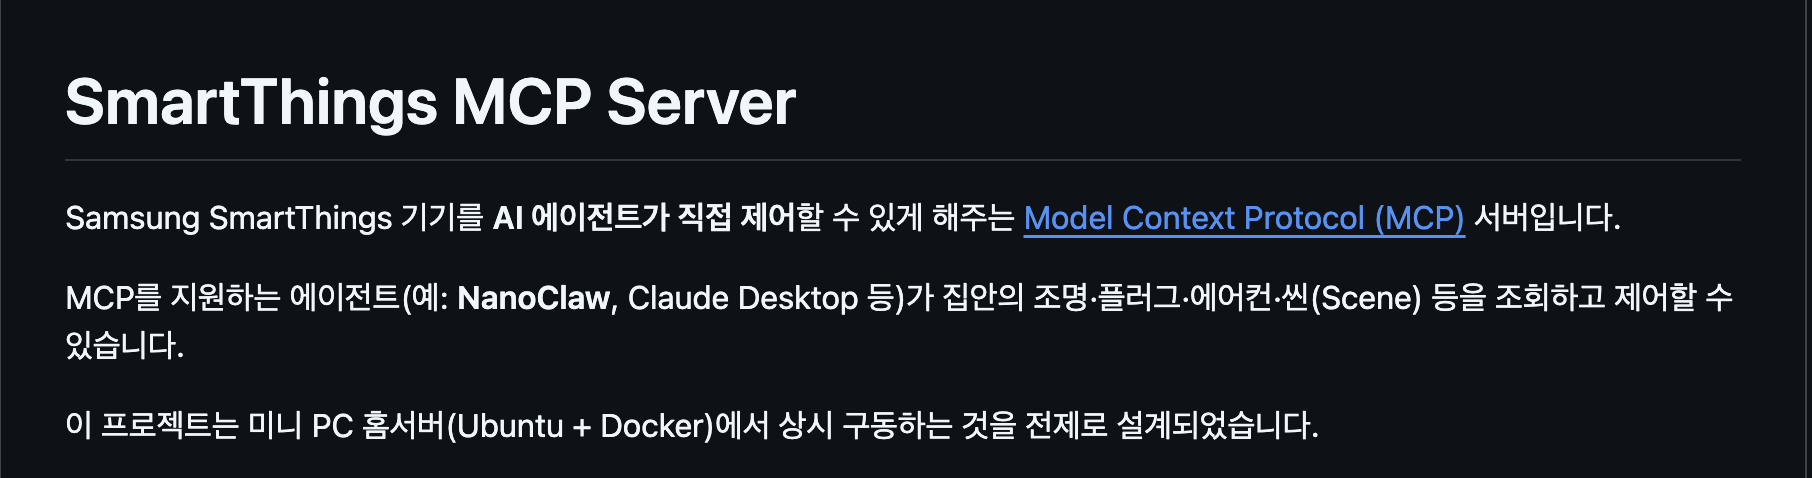 SmartThings MCP Server
Samsung SmartThings 기기를 AI 에이전트가 직접 제어할 수 있게 해주는 Model Context Protocol (MCP) 서버입니다.
MCP를 지원하는 에이전트(예: NanoClaw, Claude Desktop 등)가 집안의 조명·플러그·에어컨·씬(Scene) 등을 조회하고 제어할 수
있습니다.
이 프로젝트는 미니 PC 홈서버(Ubuntu + Docker)에서 상시 구동하는 것을 전제로 설계되었습니다.